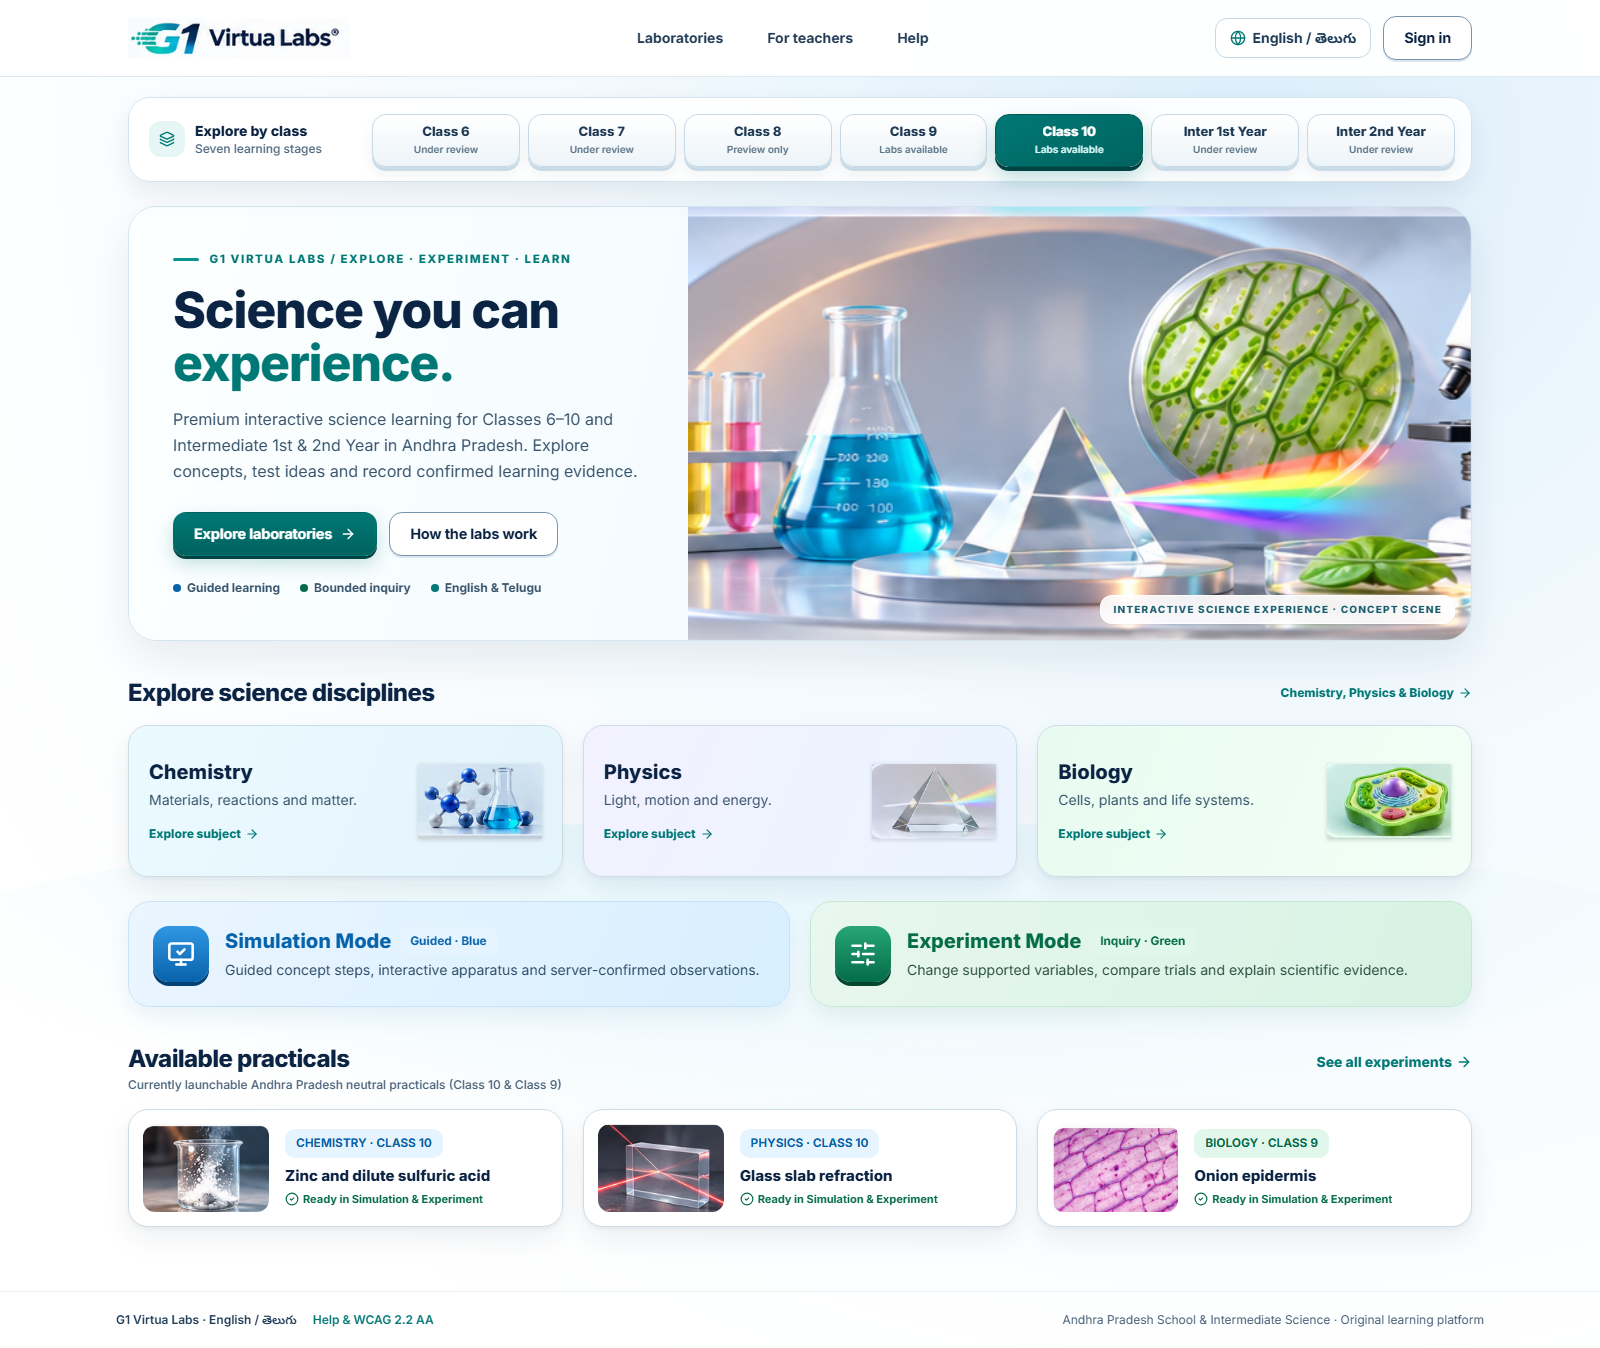 G1 Virtua Labs®
Laboratories
For teachers
Help
English / తెలుగు
Sign in
Explore by class
Seven learning stages
Class 6
Under review
Class 7
Under review
Class 8
Preview only
Class 9
Labs available
Class 10
Labs available
Inter 1st Year
Under review
Inter 2nd Year
Under review
G1 VIRTUA LABS / EXPLORE · EXPERIMENT · LEARN
Science you can
experience.
Premium interactive science learning for Classes 6–10 and
Intermediate 1st & 2nd Year in Andhra Pradesh. Explore
concepts, test ideas and record confirmed learning evidence.
Explore laboratories →
How the labs work
Guided learning
Bounded inquiry
English & Telugu
INTERACTIVE SCIENCE EXPERIENCE · CONCEPT SCENE
Explore science disciplines
Chemistry, Physics & Biology →
Chemistry
Materials, reactions and matter.
Explore subject →
Physics
Light, motion and energy.
Explore subject →
Biology
Cells, plants and life systems.
Explore subject →
Simulation Mode
Guided · Blue
Guided concept steps, interactive apparatus and server-confirmed observations.
Experiment Mode
Inquiry · Green
Change supported variables, compare trials and explain scientific evidence.
Available practicals
See all experiments →
Currently launchable Andhra Pradesh neutral practicals (Class 10 & Class 9)
CHEMISTRY · CLASS 10
Zinc and dilute sulfuric acid
Ready in Simulation & Experiment
PHYSICS · CLASS 10
Glass slab refraction
Ready in Simulation & Experiment
BIOLOGY · CLASS 9
Onion epidermis
Ready in Simulation & Experiment
G1 Virtua Labs · English / తెలుగు
Help & WCAG 2.2 AA
Andhra Pradesh School & Intermediate Science · Original learning platform